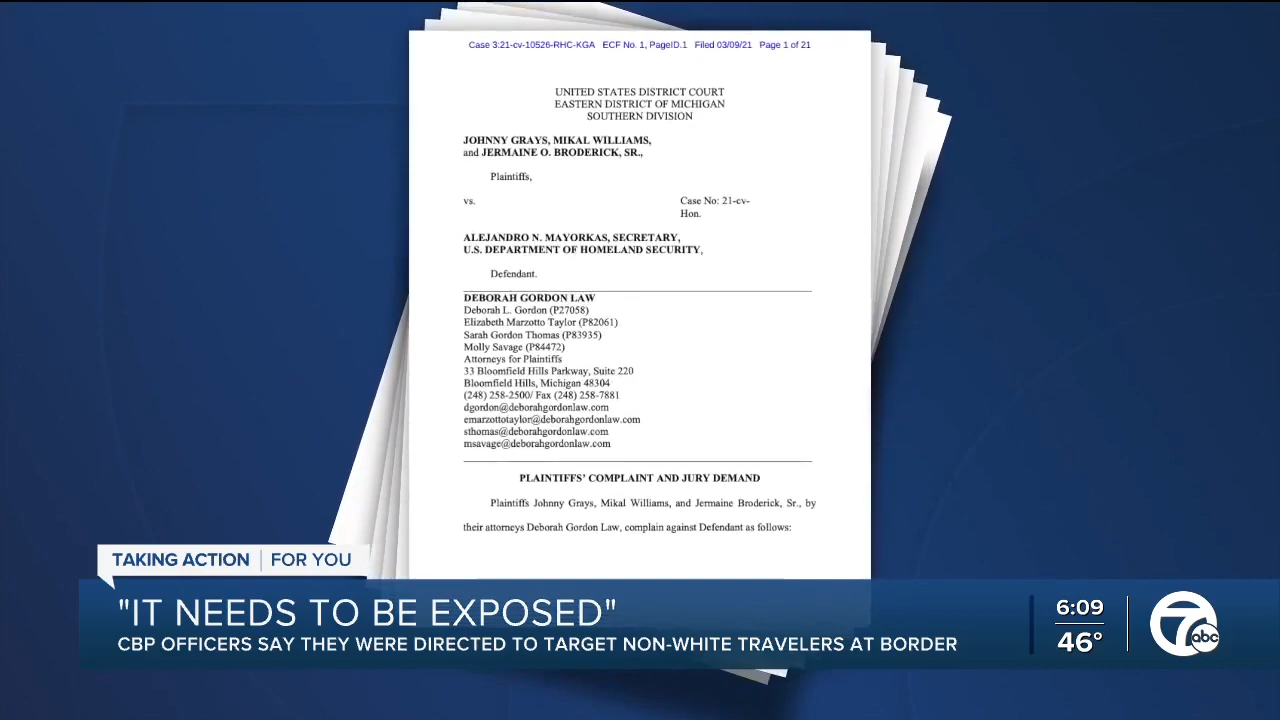 Case 3:21-cv-10526-RHC-KGA ECF No. 1, PageID.1 Filed 03/09/21 Page 1 of 21
UNITED STATES DISTRICT COURT
EASTERN DISTRICT OF MICHIGAN
SOUTHERN DIVISION
JOHNNY GRAYS, MIKAL WILLIAMS,
and JERMAINE O. BRODERICK, SR.,
Plaintiffs,
vs.
Case No: 21-cv-
Hon.
ALEJANDRO N. MAYORKAS, SECRETARY,
U.S. DEPARTMENT OF HOMELAND SECURITY,
Defendant.
DEBORAH GORDON LAW
Deborah L. Gordon (P27058)
Elizabeth Marzotto Taylor (P82061)
Sarah Gordon Thomas (P83935)
Molly Savage (P84472)
Attorneys for Plaintiffs
33 Bloomfield Hills Parkway, Suite 220
Bloomfield Hills, Michigan 48304
(248) 258-2500/ Fax (248) 258-7881
dgordon@deborahgordonlaw.com
emarzottotaylor@deborahgordonlaw.com
sthomas@deborahgordonlaw.com
msavage@deborahgordonlaw.com
PLAINTIFFS' COMPLAINT AND JURY DEMAND
Plaintiffs Johnny Grays, Mikal Williams, and Jermaine Broderick, Sr., by
their attorneys Deborah Gordon Law, complain against Defendant as follows:
TAKING ACTION | FOR YOU
"IT NEEDS TO BE EXPOSED"
CBP OFFICERS SAY THEY WERE DIRECTED TO TARGET NON-WHITE TRAVELERS AT BORDER
6:09
46°
7 abc